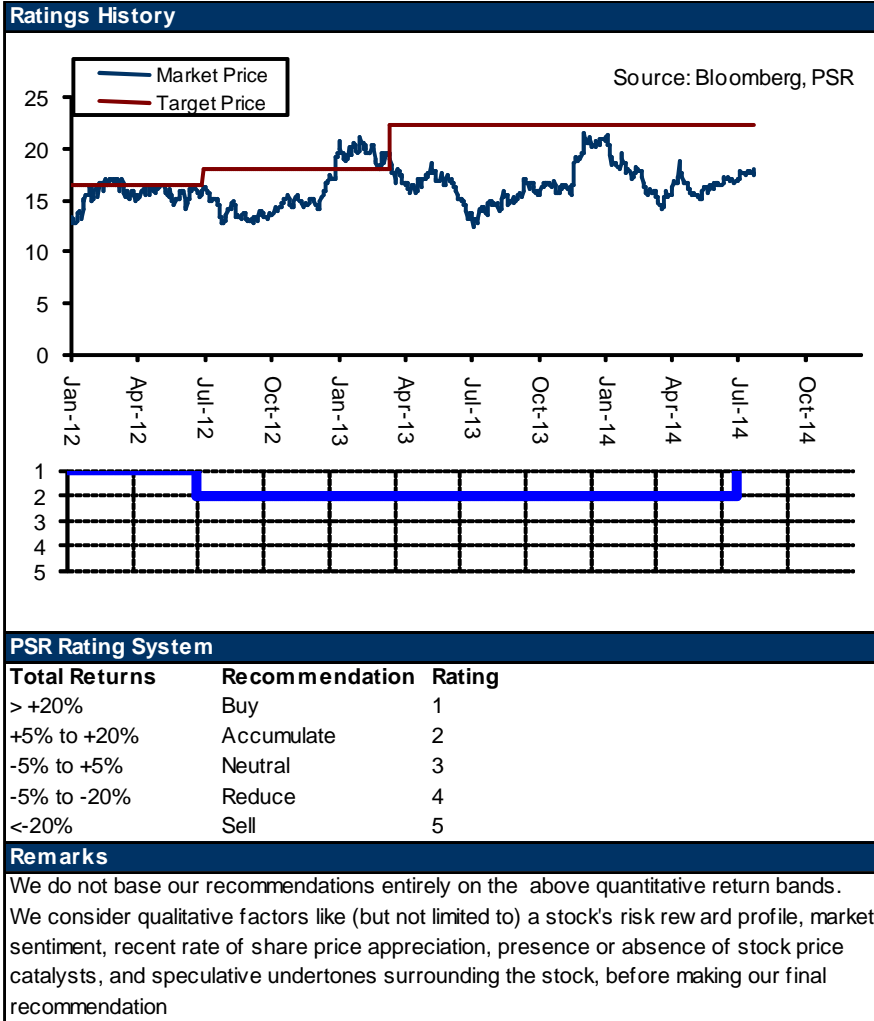 Ratings History
Market Price
Target Price
Source: Bloomberg, PSR
25
20
15
10
5
0
Jan-12
Apr-12
Jul-12
Oct-12
Jan-13
Apr-13
Jul-13
Oct-13
Jan-14
Apr-14
Jul-14
Oct-14
1
2
3
4
5
PSR Rating System
Total Returns Recommendation Rating
> +20% Buy 1
+5% to +20% Accumulate 2
-5% to +5% Neutral 3
-5% to -20% Reduce 4
<-20% Sell 5
Remarks
We do not base our recommendations entirely on the above quantitative return bands.
We consider qualitative factors like (but not limited to) a stock's risk reward profile, market
sentiment, recent rate of share price appreciation, presence or absence of stock price
catalysts, and speculative undertones surrounding the stock, before making our final
recommendation